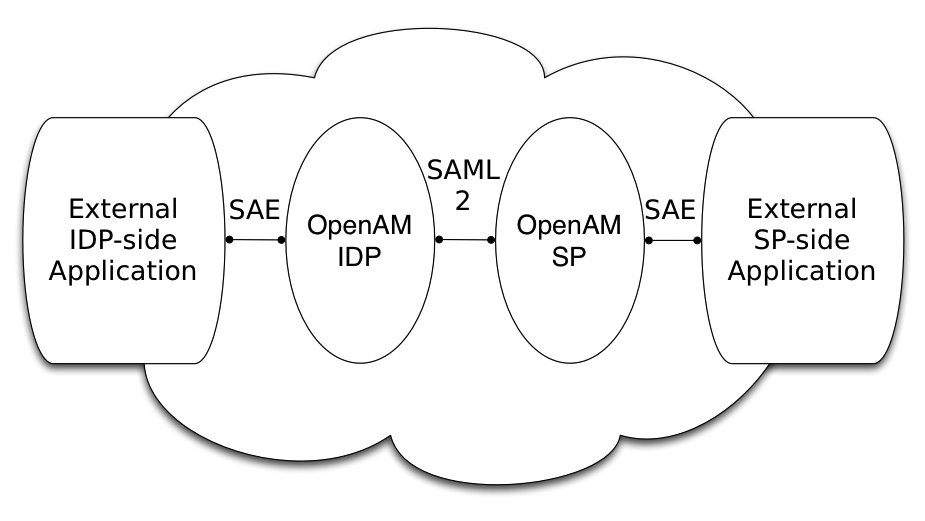 External
IDP-side
Application
SAE
OpenAM
IDP
SAML
2
OpenAM
SP
SAE
External
SP-side
Application